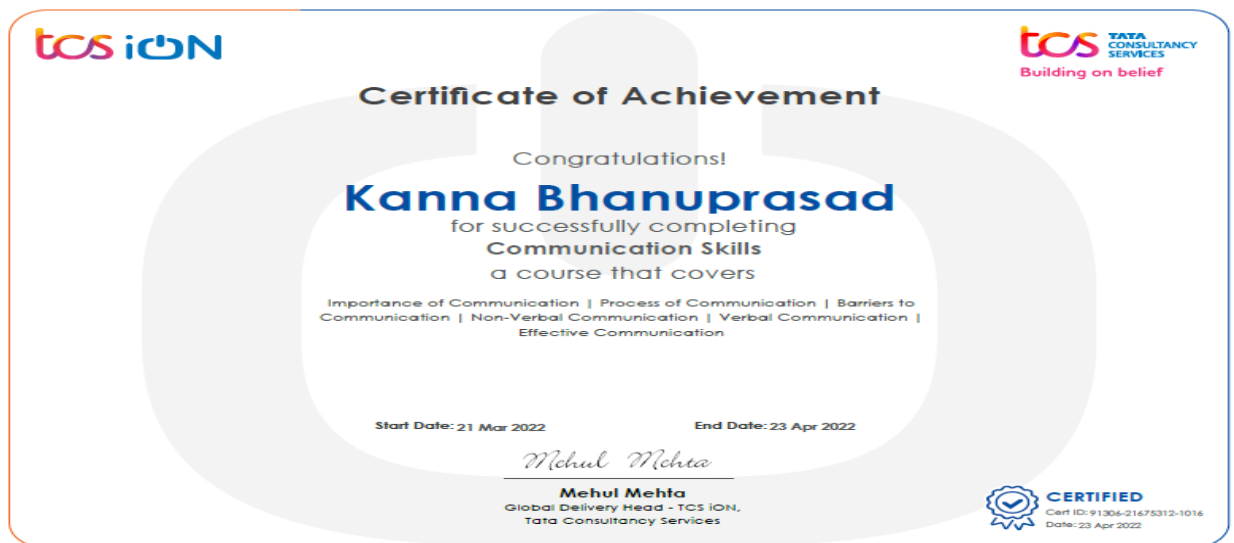 tcs iON
tcs TATA
CONSULTANCY
SERVICES
Building on belief
Certificate of Achievement
Congratulations!
Kanna Bhanuprasad
for successfully completing
Communication Skills
a course that covers
Importance of Communication | Process of Communication | Barriers to
Communication | Non-Verbal Communication | Verbal Communication |
Effective Communication
Start Date: 21 Mar 2022 End Date: 23 Apr 2022
Mehul Mehta
Mehul Mehta
Global Delivery Head - TCS iON,
Tata Consultancy Services
CERTIFIED
Cert ID: 91306-21675312-1016
Date: 23 Apr 2022